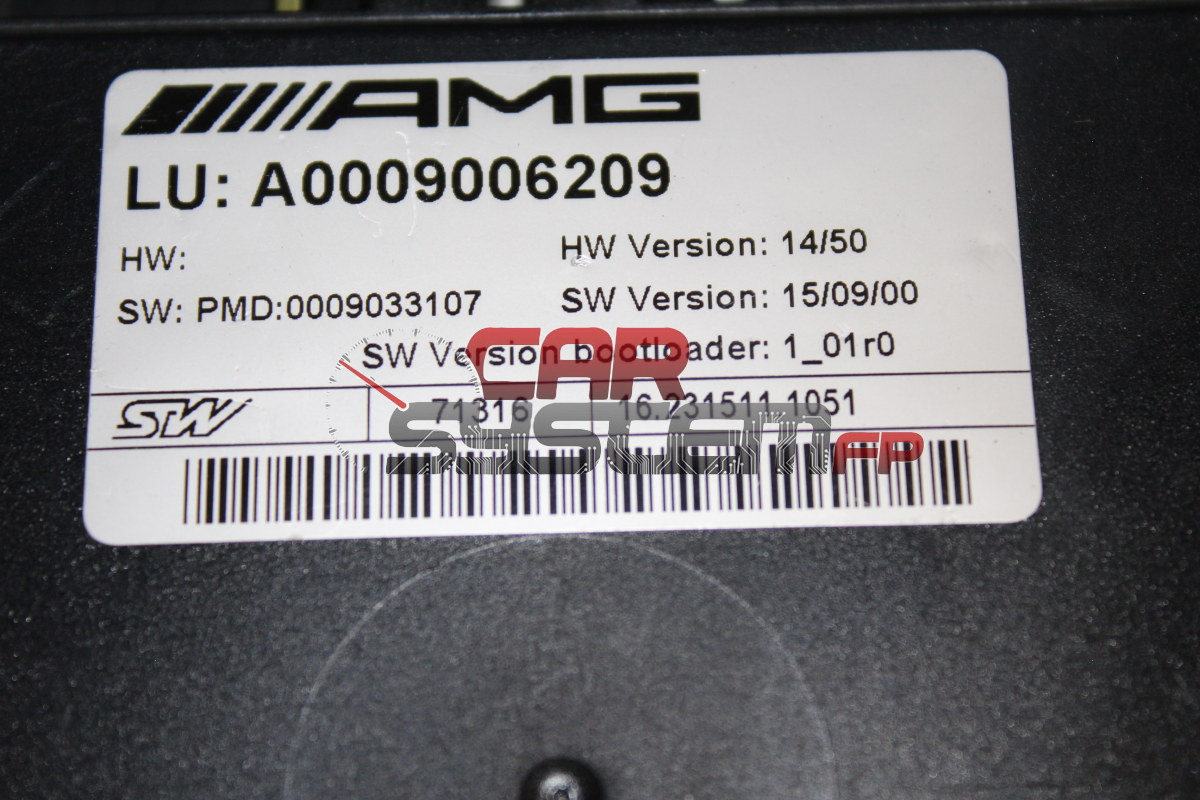 AMG
LU: A0009006209
HW:
HW Version: 14/50
SW: PMD:0009033107
SW Version: 15/09/00
SW Version bootloader: 1_01r0
CAR
SYSTEM FP
STW 71316 16.231511.1051